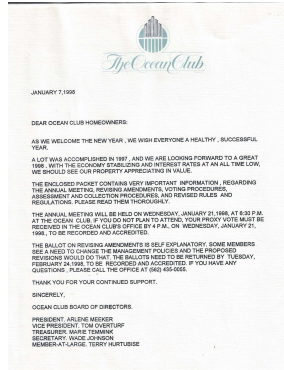 The Ocean Club
JANUARY 7,1998
DEAR OCEAN CLUB HOMEOWNERS:
AS WE WELCOME THE NEW YEAR , WE WISH EVERYONE A HEALTHY , SUCCESSFUL
YEAR.
A LOT WAS ACCOMPLISHED IN 1997 , AND WE ARE LOOKING FORWARD TO A GREAT
1998 , WITH THE ECONOMY STABILIZING AND INTEREST RATES AT AN ALL TIME LOW,
WE SHOULD SEE OUR PROPERTY APPRECIATING IN VALUE.
THE ENCLOSED PACKET CONTAINS VERY IMPORTANT INFORMATION , REGARDING
THE ANNUAL MEETING, REVISING AMENDMENTS, VOTING PROCEDURES,
ASSESSMENT AND COLLECTION PROCEDURES, AND REVISED RULES AND
REGULATIONS. PLEASE READ THEM THOROUGHLY.
THE ANNUAL MEETING WILL BE HELD ON WEDNESDAY, JANUARY 21,1998, AT 6:30 P.M.
AT THE OCEAN CLUB. IF YOU DO NOT PLAN TO ATTEND, YOUR PROXY VOTE MUST BE
RECEIVED IN THE OCEAN CLUB'S OFFICE BY 4 P.M., ON WEDNESDAY, JANUARY 21,
1998, TO BE RECORDED AND ACCREDITED.
THE BALLOT ON REVISING AMENDMENTS IS SELF EXPLANATORY. SOME MEMBERS
SEE A NEED TO CHANGE THE MANAGEMENT POLICIES AND THE PROPOSED
REVISIONS WOULD DO THAT. THE BALLOTS NEED TO BE RETURNED BY TUESDAY,
FEBRUARY 24,1998, TO BE RECORDED AND ACCREDITED. IF YOU HAVE ANY
QUESTIONS , PLEASE CALL THE OFFICE AT (562) 435-0055.
THANK YOU FOR YOUR CONTINUED SUPPORT.
SINCERELY,
OCEAN CLUB BOARD OF DIRECTORS.
PRESIDENT. ARLENE MEEKER
VICE PRESIDENT. TOM OVERTURF
TREASURER. MARIE TEMMINK
SECRETARY. WADE JOHNSON
MEMBER-AT-LARGE. TERRY HURTUBISE